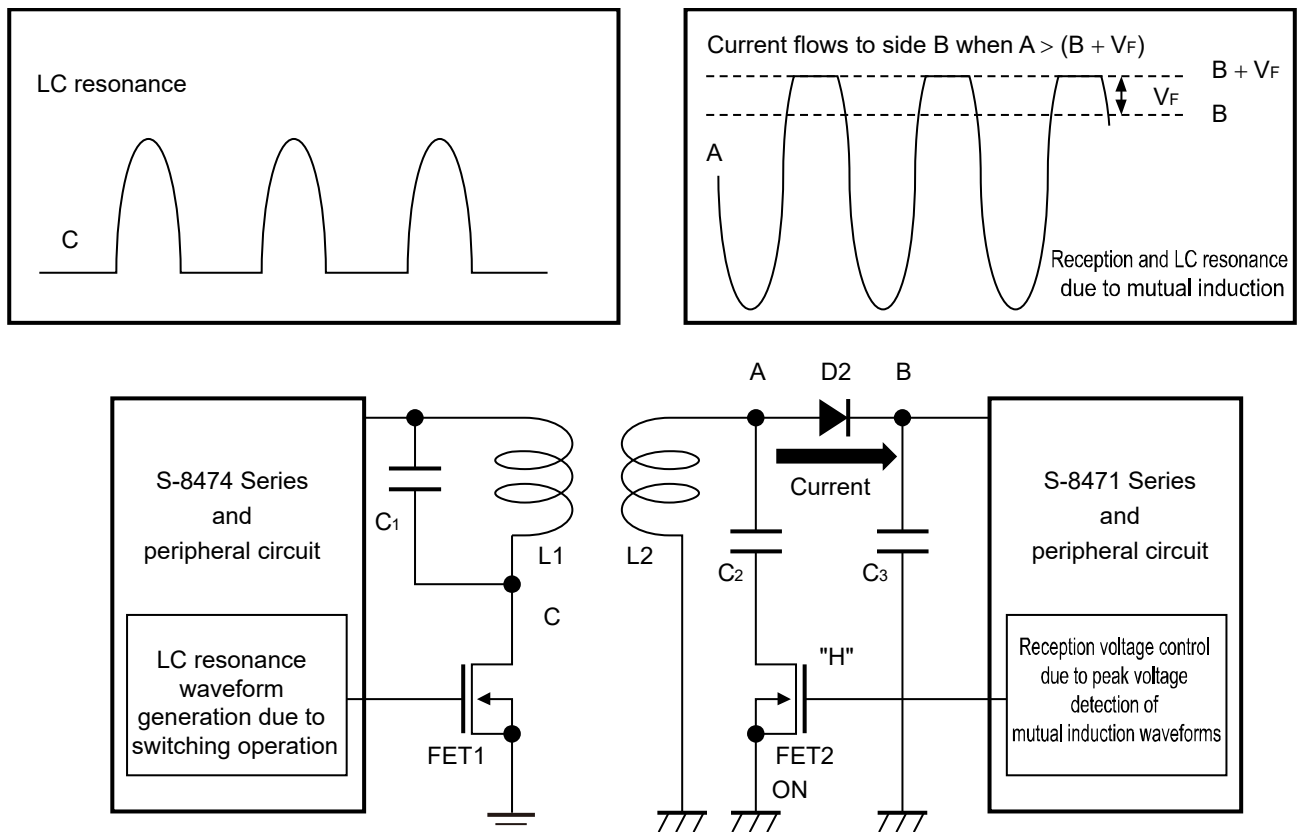 LC resonance
C
Current flows to side B when A > (B + VF)
B + VF
VF
B
A
Reception and LC resonance
due to mutual induction
A
D2
B
S-8474 Series
and
peripheral circuit
C1
L1
L2
Current
C2
C3
S-8471 Series
and
peripheral circuit
C
LC resonance
waveform
generation due to
switching operation
FET1
"H"
FET2
ON
Reception voltage control
due to peak voltage
detection of
mutual induction waveforms